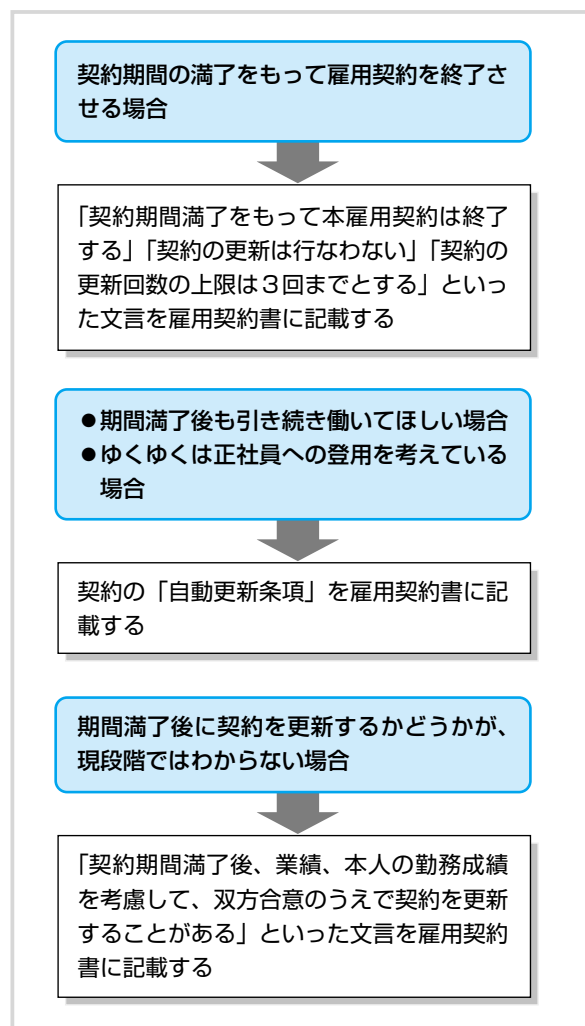 契約期間の満了をもって雇用契約を終了さ
せる場合
「契約期間満了をもって本雇用契約は終了
する」「契約の更新は行なわない」「契約の
更新回数の上限は３回までとする」といっ
た文言を雇用契約書に記載する
●期間満了後も引き続き働いてほしい場合
●ゆくゆくは正社員への登用を考えている
場合
契約の「自動更新条項」を雇用契約書に記
載する
期間満了後に契約を更新するかどうかが、
現段階ではわからない場合
「契約期間満了後、業績、本人の勤務成績
を考慮して、双方合意のうえで契約を更新
することがある」といった文言を雇用契約
書に記載する